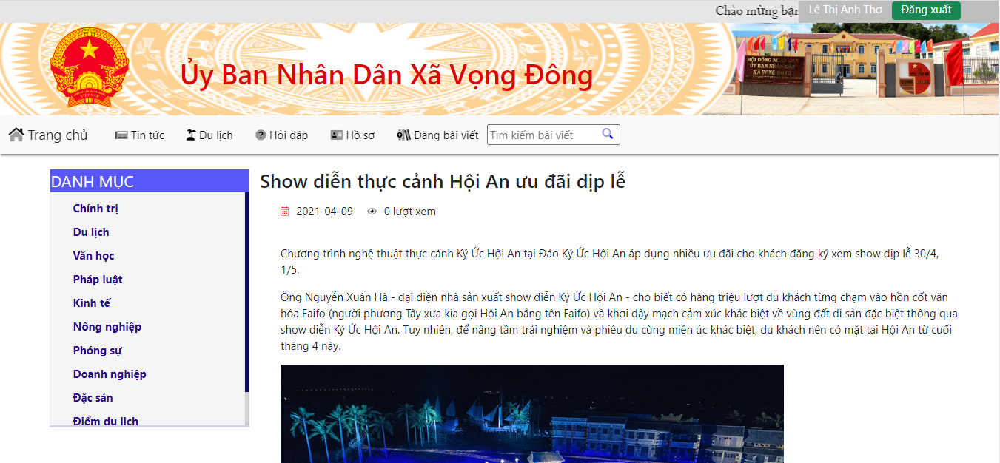 Chào mừng bạn
Lê Thị Anh Thơ
Đăng xuất
Ủy Ban Nhân Dân Xã Vọng Đông
HỘI ĐỒNG NHÂN DÂN
ỦY BAN NHÂN DÂN
XÃ VỌNG ĐÔNG
Trang chủ
Tin tức
Du lịch
Hỏi đáp
Hồ sơ
Đăng bài viết
Tìm kiếm bài viết
DANH MỤC
Chính trị
Du lịch
Văn học
Pháp luật
Kinh tế
Nông nghiệp
Phóng sự
Doanh nghiệp
Đặc sản
Điểm du lịch
Show diễn thực cảnh Hội An ưu đãi dịp lễ
2021-04-09
0 lượt xem
Chương trình nghệ thuật thực cảnh Ký Ức Hội An tại Đảo Ký Ức Hội An áp dụng nhiều ưu đãi cho khách đăng ký xem show dịp lễ 30/4,
1/5.
Ông Nguyễn Xuân Hà - đại diện nhà sản xuất show diễn Ký Ức Hội An - cho biết có hàng triệu lượt du khách từng chạm vào hồn cốt văn
hóa Faifo (người phương Tây xưa kia gọi Hội An bằng tên Faifo) và khơi dậy mạch cảm xúc khác biệt về vùng đất di sản đặc biệt thông qua
show diễn Ký Ức Hội An. Tuy nhiên, để nâng tầm trải nghiệm và phiêu du cùng miền ức khác biệt, du khách nên có mặt tại Hội An từ cuối
tháng 4 này.